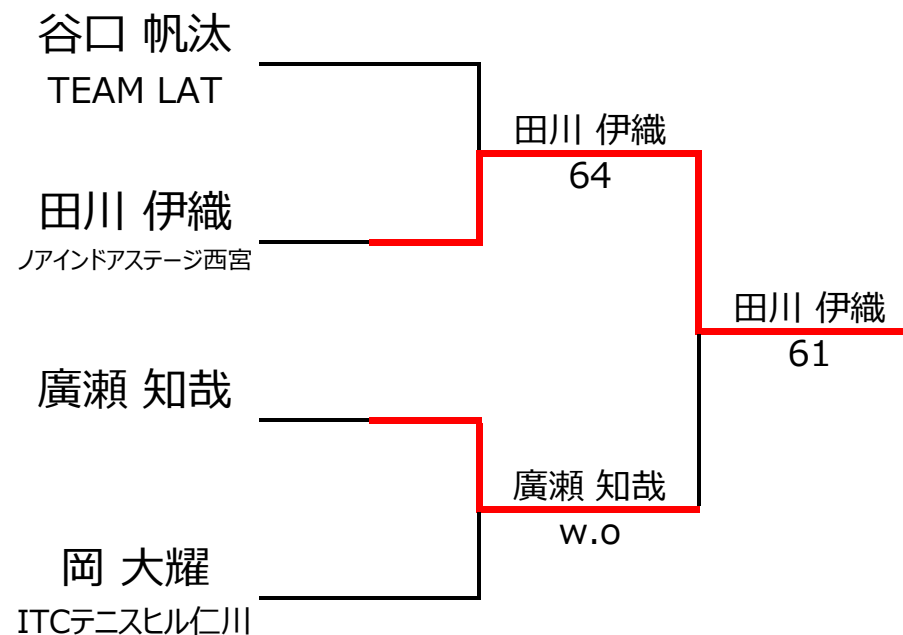 谷口 帆汰
TEAM LAT
田川 伊織
64
田川 伊織
ノアインドアステージ西宮
田川 伊織
61
廣瀬 知哉
廣瀬 知哉
w.o
岡 大耀
ITCテニスヒル仁川